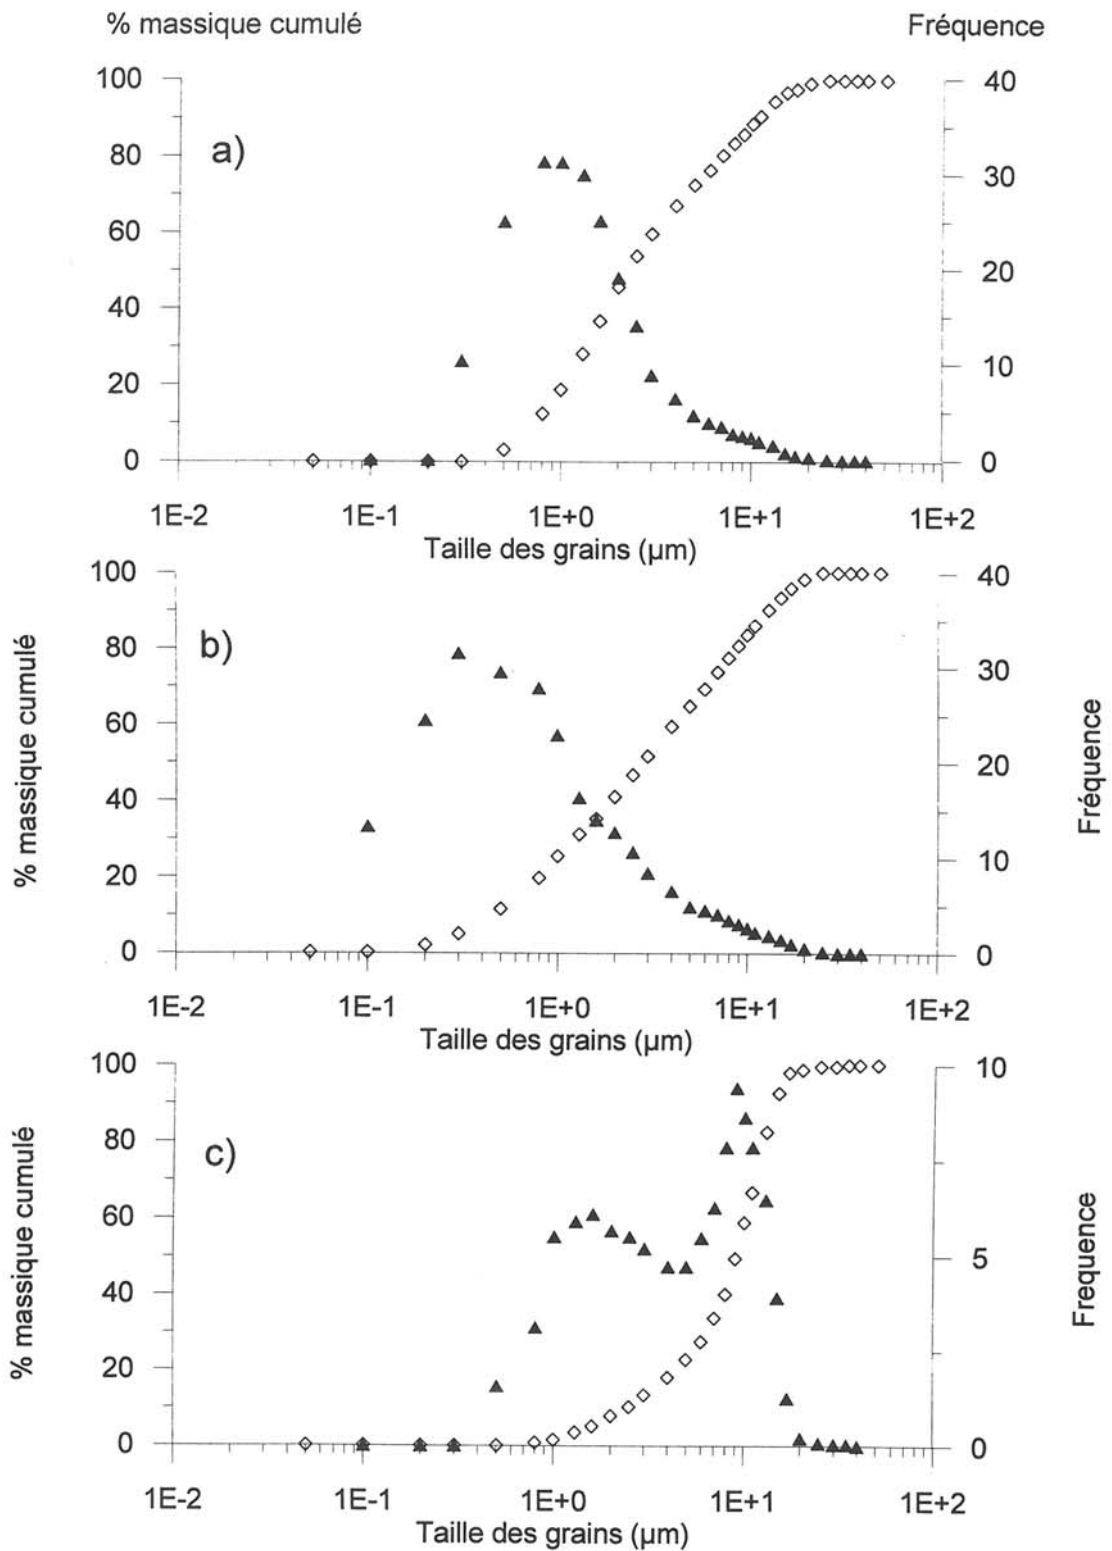 % massique cumulé Fréquence
100 40
a)
80
30
60
20
40
10
20
0 0
1E-2 1E-1 1E+0 1E+1 1E+2
Taille des grains (µm)
100 40
b)
80
30
60
20
40
10
20
0 0
% massique cumulé
Fréquence
1E-2 1E-1 1E+0 1E+1 1E+2
Taille des grains (µm)
100 10
c)
80
60
5
40
20
0 0
% massique cumulé
Frequence
1E-2 1E-1 1E+0 1E+1 1E+2
Taille des grains (µm)